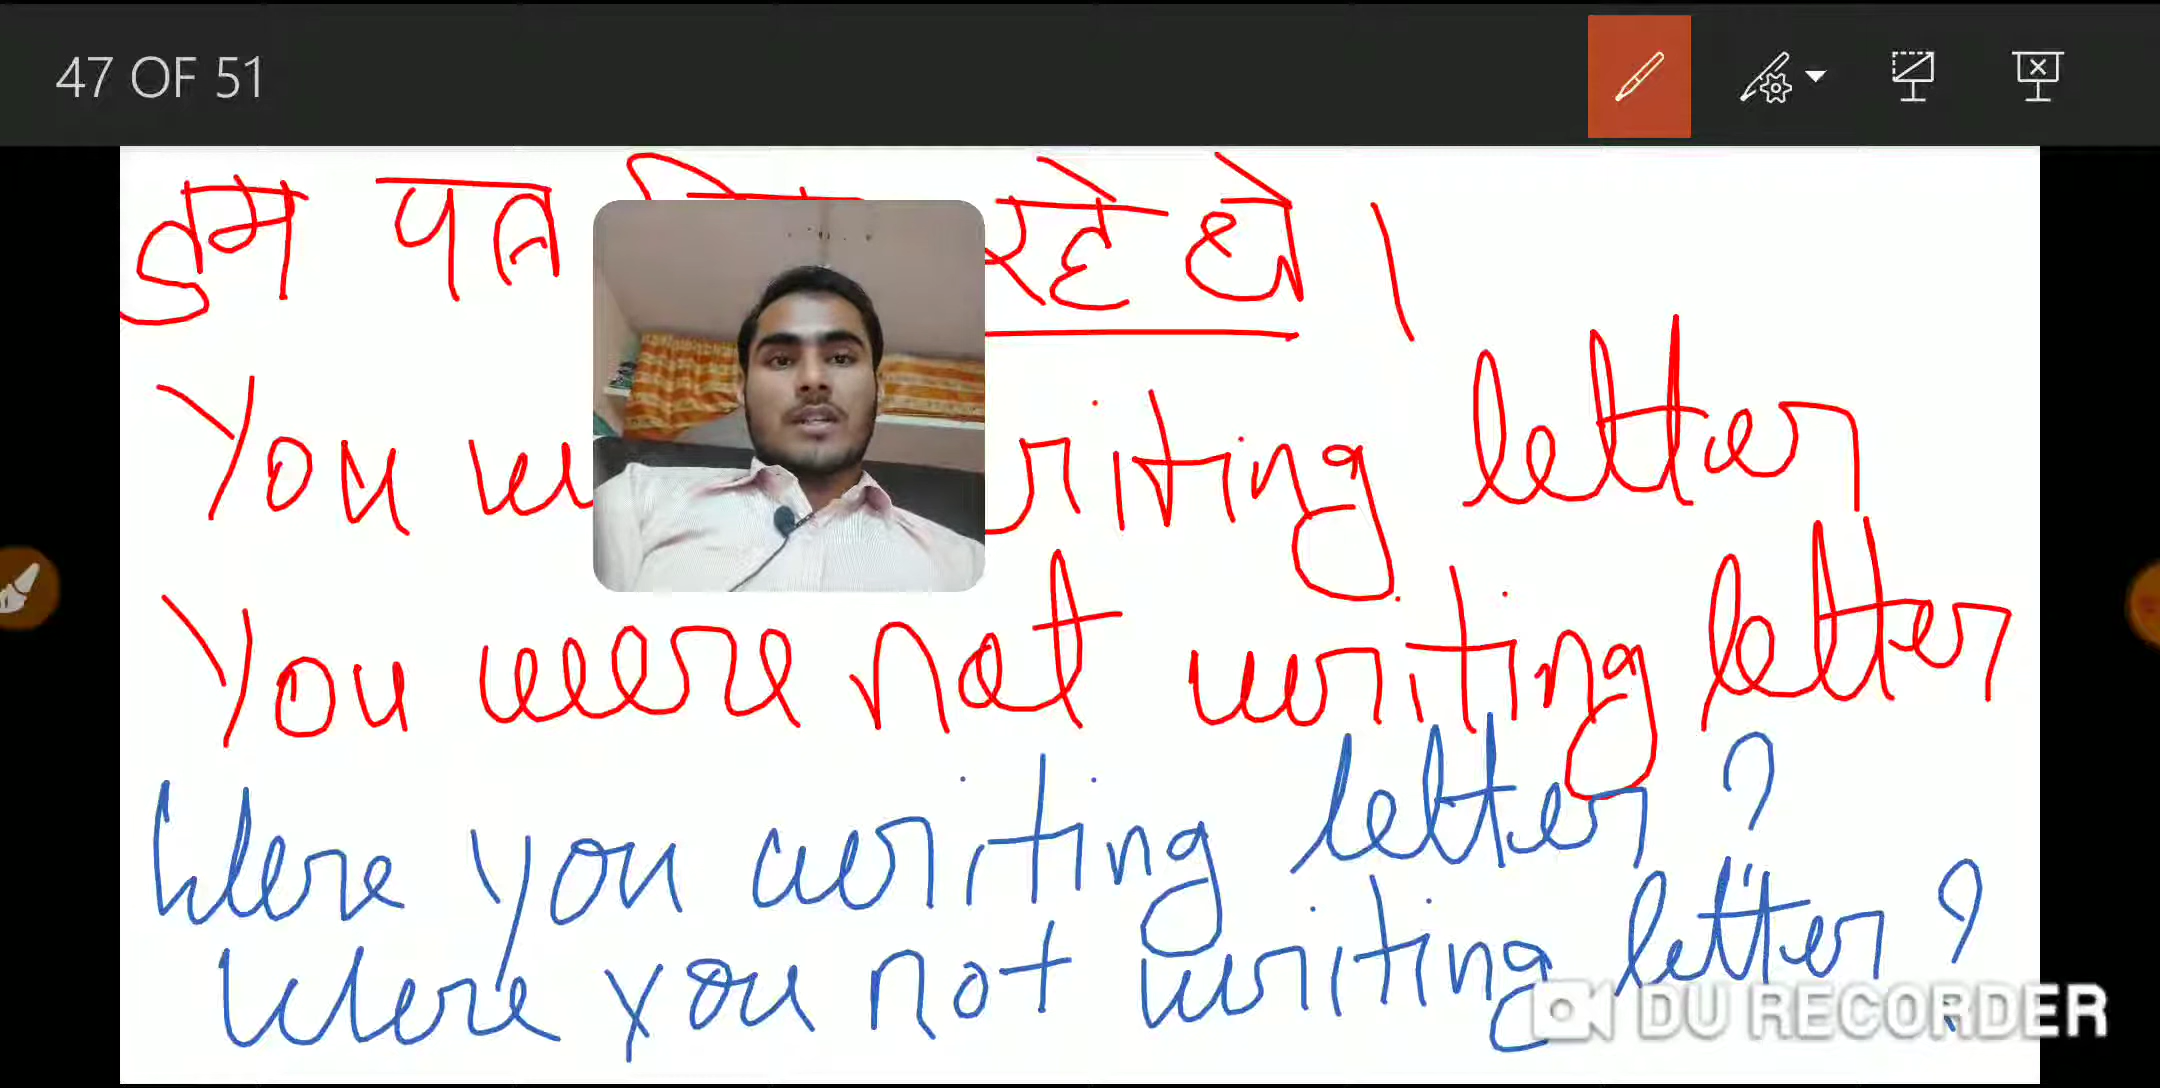 47 OF 51
तुम पत्र रहे थे ।
You writing letter
You were not writing letter
Were you writing letter ?
Were you not writing letter ?
DU RECORDER